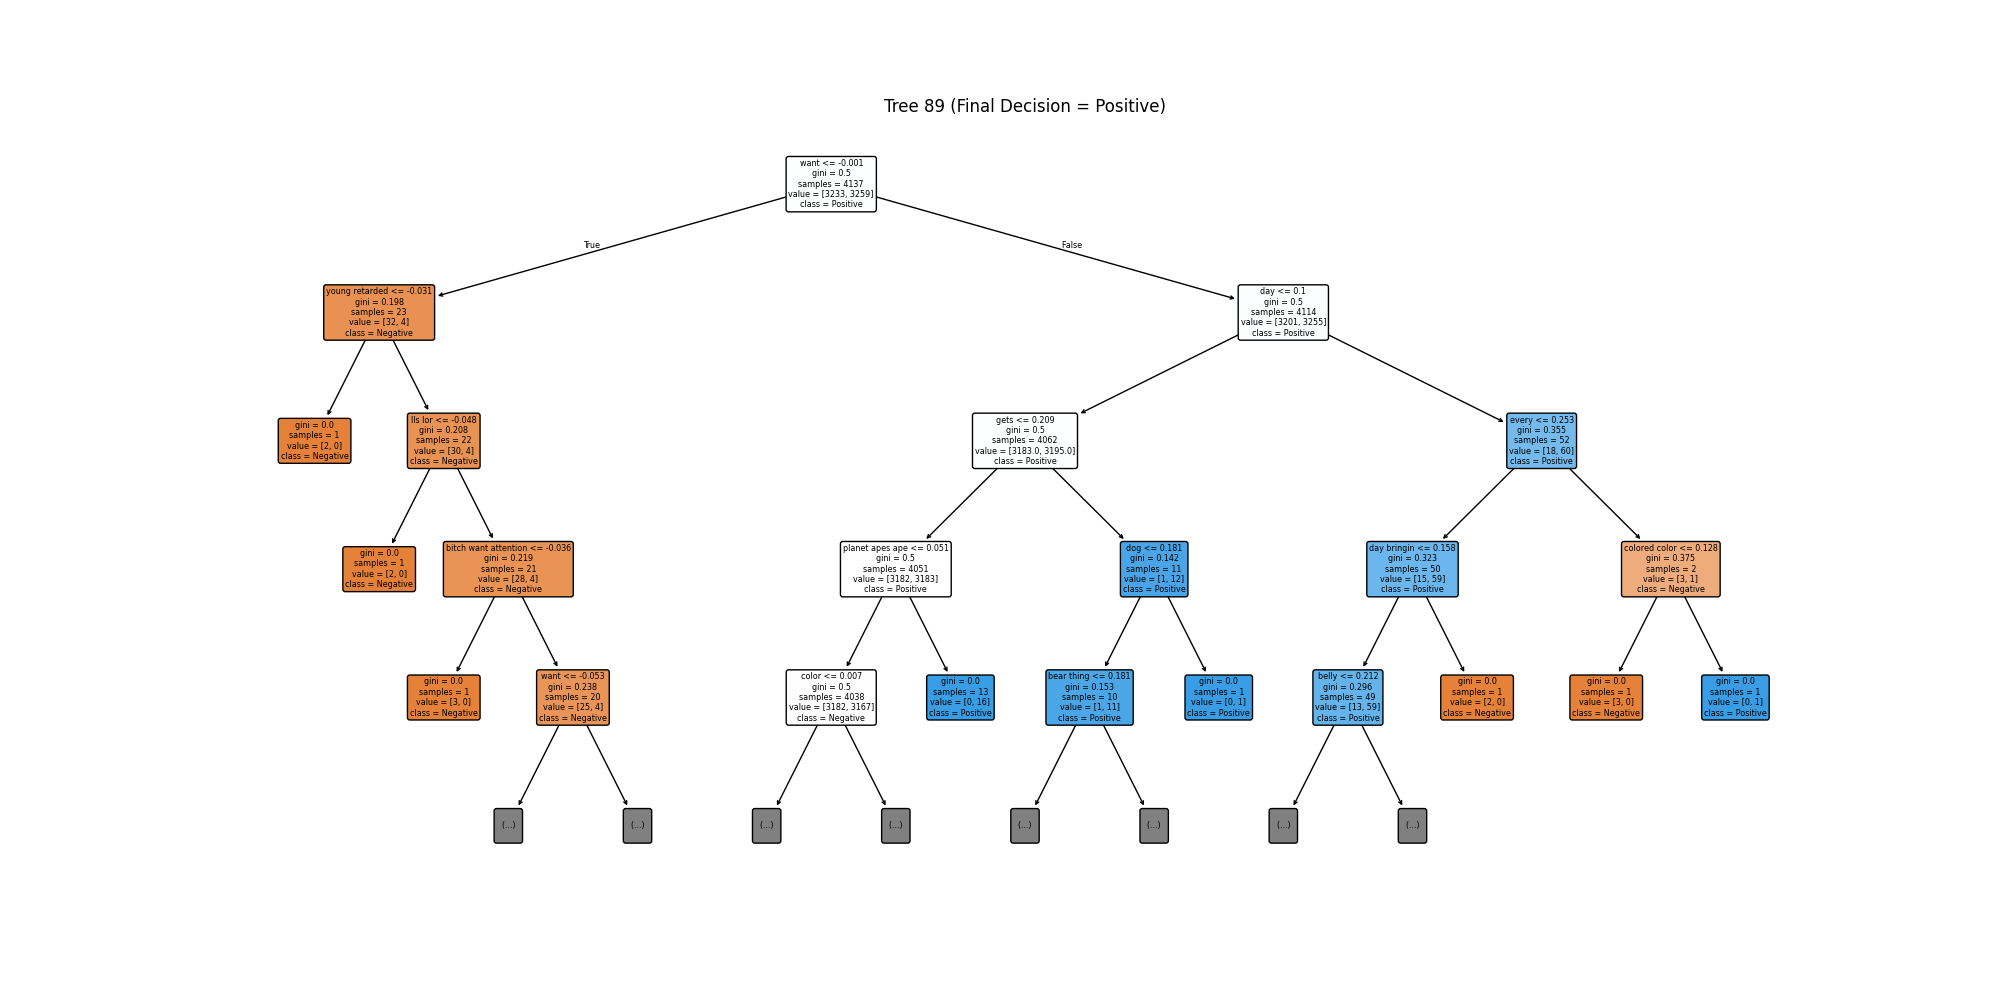 Tree 89 (Final Decision = Positive)
want <= -0.001
gini = 0.5
samples = 4137
value = [3233, 3259]
class = Positive
True
False
young retarded <= -0.031
gini = 0.198
samples = 23
value = [32, 4]
class = Negative
day <= 0.1
gini = 0.5
samples = 4114
value = [3201, 3255]
class = Positive
gini = 0.0
samples = 1
value = [2, 0]
class = Negative
lls lor <= -0.048
gini = 0.208
samples = 22
value = [30, 4]
class = Negative
gets <= 0.209
gini = 0.5
samples = 4062
value = [3183.0, 3195.0]
class = Positive
every <= 0.253
gini = 0.355
samples = 52
value = [18, 60]
class = Positive
gini = 0.0
samples = 1
value = [2, 0]
class = Negative
bitch want attention <= -0.036
gini = 0.219
samples = 21
value = [28, 4]
class = Negative
planet apes ape <= 0.051
gini = 0.5
samples = 4051
value = [3182, 3183]
class = Positive
dog <= 0.181
gini = 0.142
samples = 11
value = [1, 12]
class = Positive
day bringin <= 0.158
gini = 0.323
samples = 50
value = [15, 59]
class = Positive
colored color <= 0.128
gini = 0.375
samples = 2
value = [3, 1]
class = Negative
gini = 0.0
samples = 1
value = [3, 0]
class = Negative
want <= -0.053
gini = 0.238
samples = 20
value = [25, 4]
class = Negative
color <= 0.007
gini = 0.5
samples = 4038
value = [3182, 3167]
class = Negative
gini = 0.0
samples = 13
value = [0, 16]
class = Positive
bear thing <= 0.181
gini = 0.153
samples = 10
value = [1, 11]
class = Positive
gini = 0.0
samples = 1
value = [0, 1]
class = Positive
belly <= 0.212
gini = 0.296
samples = 49
value = [13, 59]
class = Positive
gini = 0.0
samples = 1
value = [2, 0]
class = Negative
gini = 0.0
samples = 1
value = [3, 0]
class = Negative
gini = 0.0
samples = 1
value = [0, 1]
class = Positive
(...)
(...)
(...)
(...)
(...)
(...)
(...)
(...)